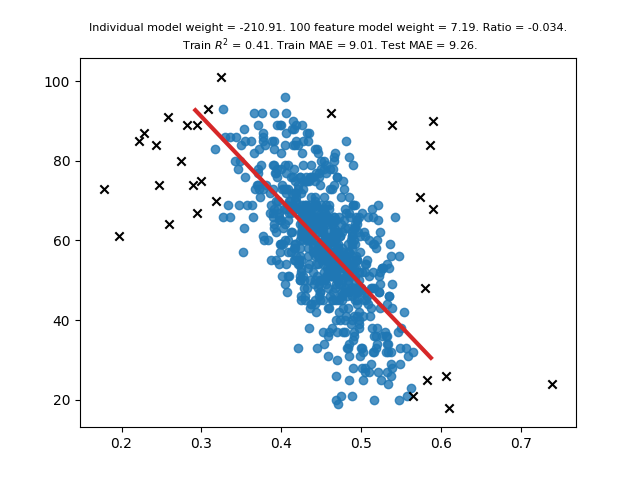 Individual model weight = -210.91. 100 feature model weight = 7.19. Ratio = -0.034.
Train R² = 0.41. Train MAE = 9.01. Test MAE = 9.26.
100
80
60
40
20
0.2 0.3 0.4 0.5 0.6 0.7